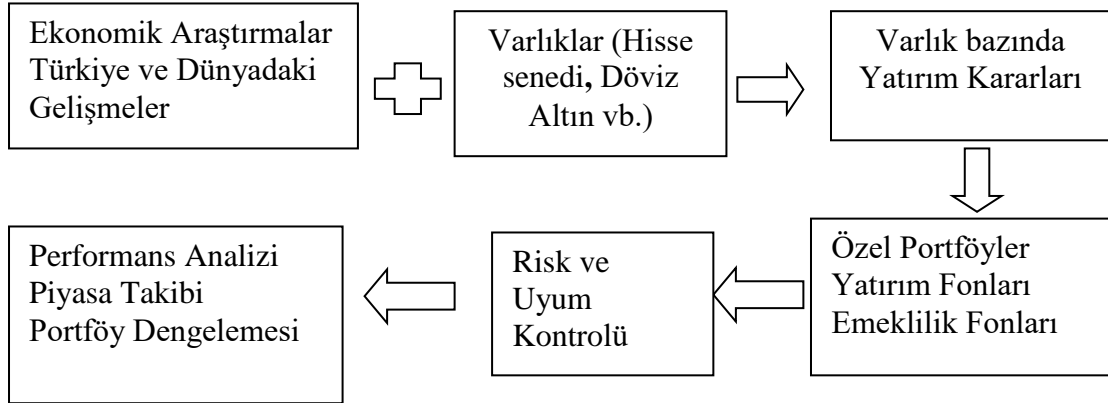 Ekonomik Araştırmalar
Türkiye ve Dünyadaki
Gelişmeler
Varlıklar (Hisse
senedi, Döviz
Altın vb.)
Varlık bazında
Yatırım Kararları
Özel Portföyler
Yatırım Fonları
Emeklilik Fonları
Risk ve
Uyum
Kontrolü
Performans Analizi
Piyasa Takibi
Portföy Dengelemesi